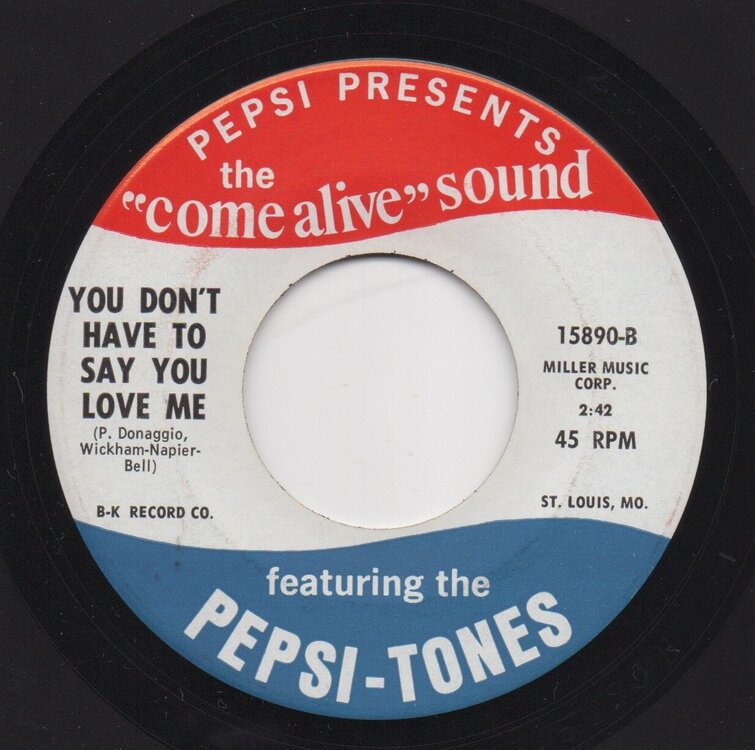 PEPSI PRESENTS
the
"come alive" sound
YOU DON'T
HAVE TO
SAY YOU
LOVE ME
(P. Donaggio,
Wickham-Napier-
Bell)
B-K RECORD CO.
15890-B
MILLER MUSIC
CORP.
2:42
45 RPM
ST. LOUIS, MO.
featuring the
PEPSI-TONES